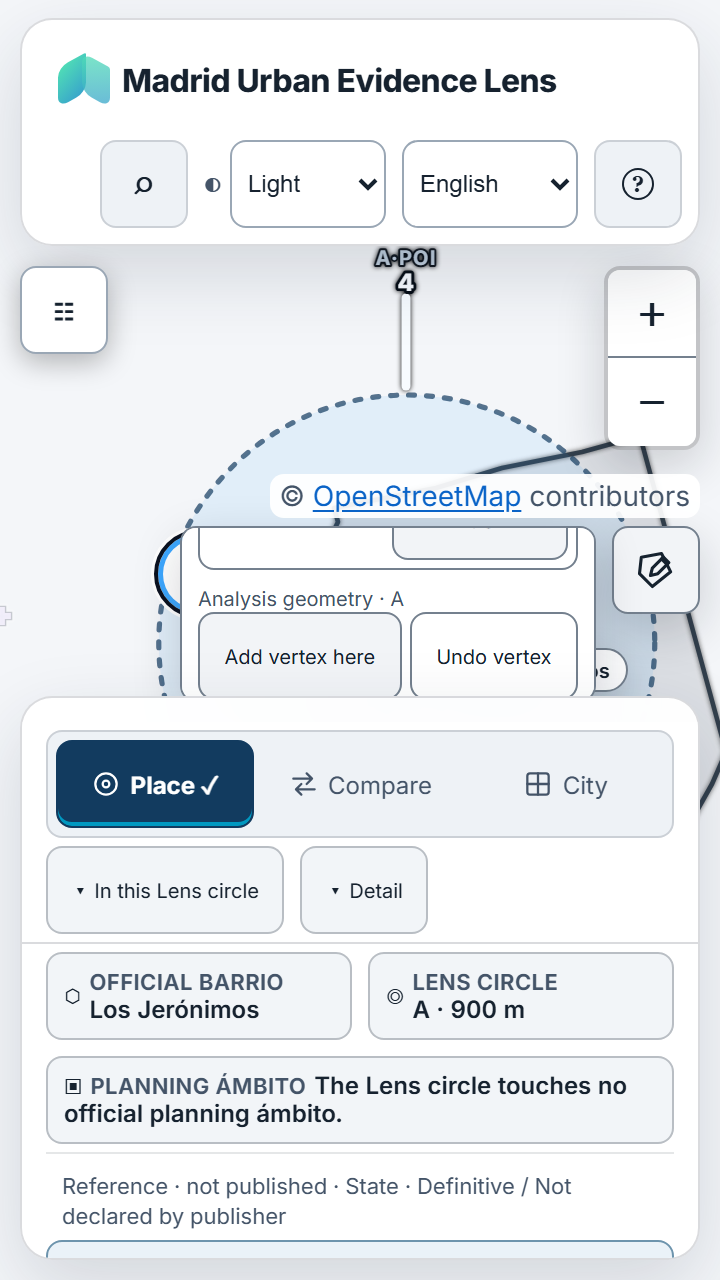 Madrid Urban Evidence Lens
Light
English
?
A·POI
4
+
−
© OpenStreetMap contributors
Analysis geometry · A
Add vertex here
Undo vertex
os
Place ✓
Compare
City
▾ In this Lens circle
▾ Detail
OFFICIAL BARRIO
Los Jerónimos
LENS CIRCLE
A · 900 m
PLANNING ÁMBITO The Lens circle touches no
official planning ámbito.
Reference · not published · State · Definitive / Not
declared by publisher